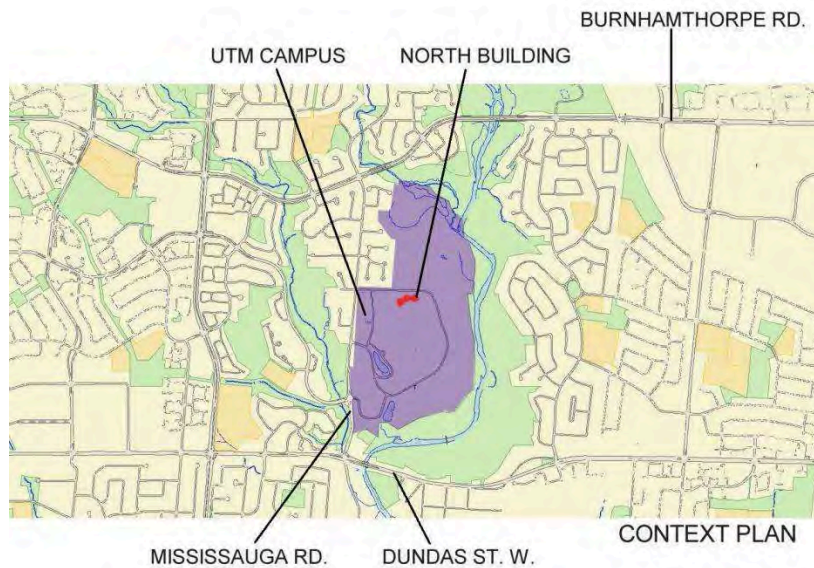 BURNHAMTHORPE RD.
UTM CAMPUS
NORTH BUILDING
CONTEXT PLAN
MISSISSAUGA RD.
DUNDAS ST. W.